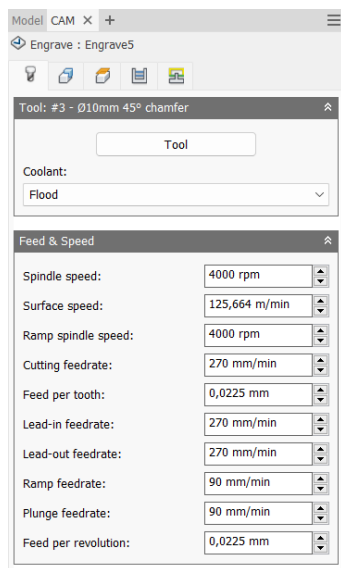 Model CAM × +
Engrave : Engrave5
Tool: #3 - Ø10mm 45° chamfer
Tool
Coolant:
Flood
Feed & Speed
Spindle speed: 4000 rpm
Surface speed: 125,664 m/min
Ramp spindle speed: 4000 rpm
Cutting feedrate: 270 mm/min
Feed per tooth: 0,0225 mm
Lead-in feedrate: 270 mm/min
Lead-out feedrate: 270 mm/min
Ramp feedrate: 90 mm/min
Plunge feedrate: 90 mm/min
Feed per revolution: 0,0225 mm